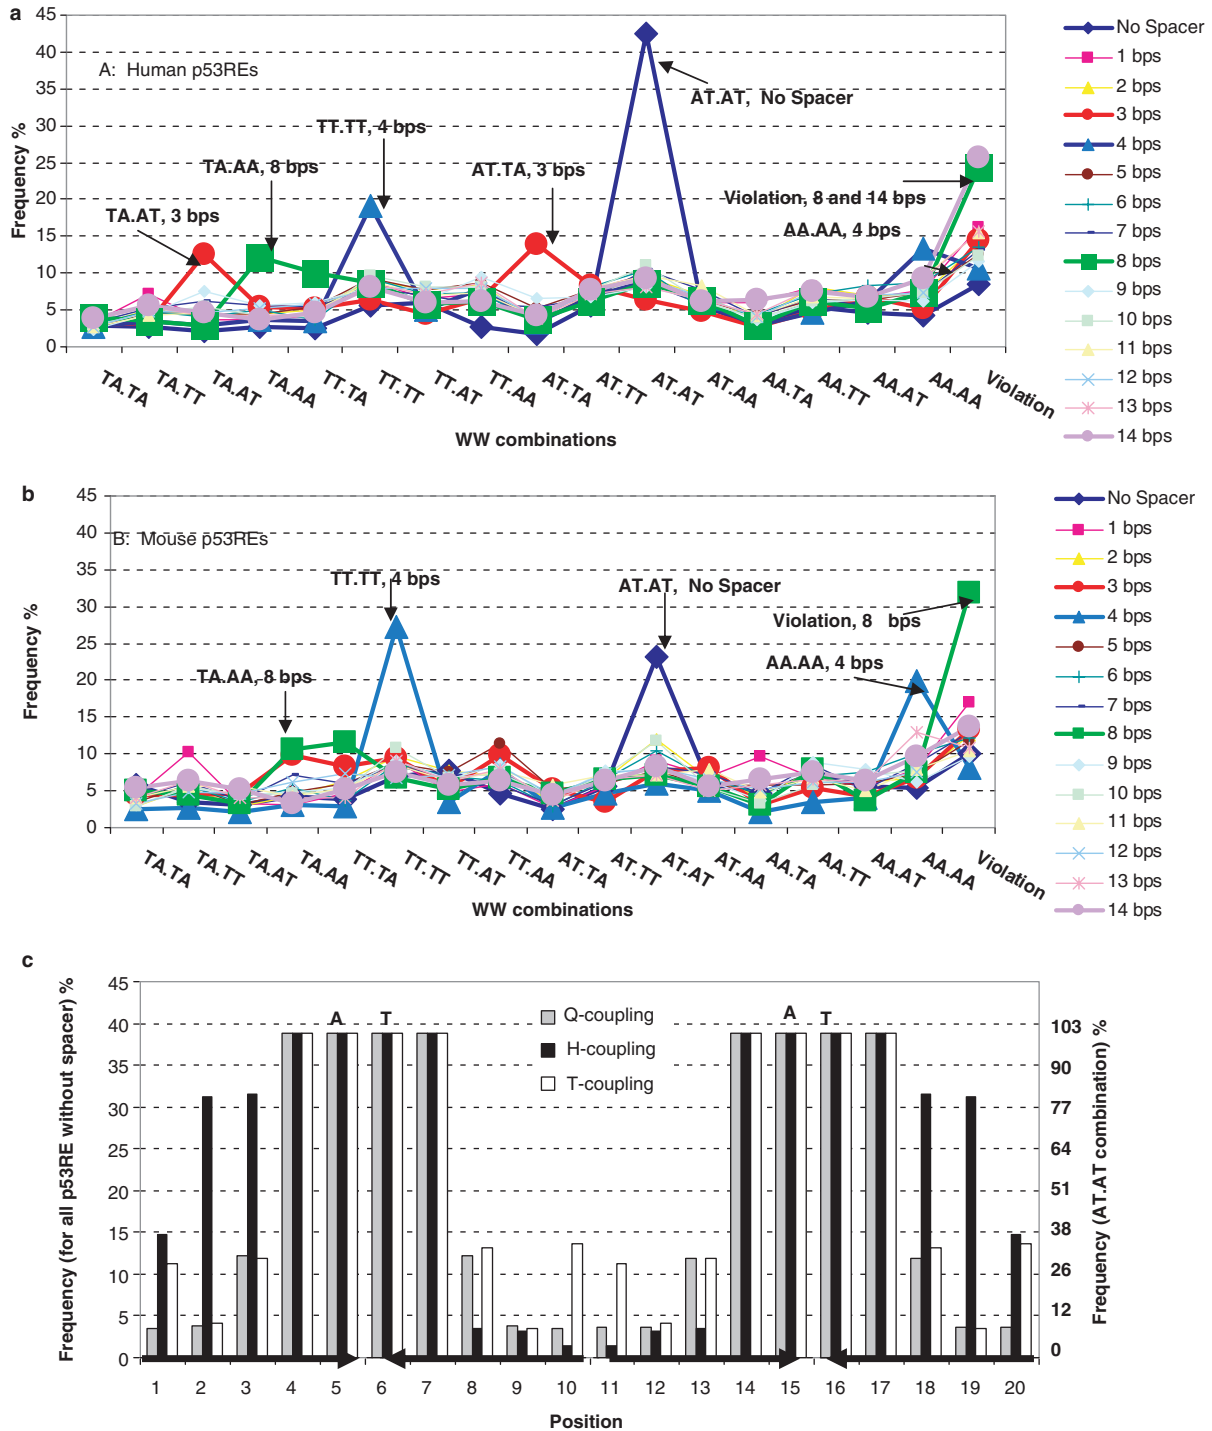 a
45
40
35
30
25
20
15
10
5
0
Frequency %
A: Human p53REs
TA.AT, 3 bps
TA.AA, 8 bps
TT.TT, 4 bps
AT.TA, 3 bps
AT.AT, No Spacer
Violation, 8 and 14 bps
AA.AA, 4 bps
TA.TA
TA.TT
TA.AT
TA.AA
TT.TA
TT.TT
TT.AT
TT.AA
AT.TA
AT.TT
AT.AT
AT.AA
AA.TA
AA.TT
AA.AT
AA.AA
Violation
WW combinations
No Spacer
1 bps
2 bps
3 bps
4 bps
5 bps
6 bps
7 bps
8 bps
9 bps
10 bps
11 bps
12 bps
13 bps
14 bps
b
45
40
35
30
25
20
15
10
5
0
Frequency %
B: Mouse p53REs
TA.AA, 8 bps
TT.TT, 4 bps
AT.AT, No Spacer
Violation, 8 bps
AA.AA, 4 bps
TA.TA
TA.TT
TA.AT
TA.AA
TT.TA
TT.TT
TT.AT
TT.AA
AT.TA
AT.TT
AT.AT
AT.AA
AA.TA
AA.TT
AA.AT
AA.AA
Violation
WW combinations
No Spacer
1 bps
2 bps
3 bps
4 bps
5 bps
6 bps
7 bps
8 bps
9 bps
10 bps
11 bps
12 bps
13 bps
14 bps
c
45
40
35
30
25
20
15
10
5
0
Frequency (for all p53RE without spacer) %
A T
A T
Q-coupling
H-coupling
T-coupling
103
90
77
64
51
38
26
12
0
Frequency (AT.AT combination) %
1 2 3 4 5 6 7 8 9 10 11 12 13 14 15 16 17 18 19 20
Position